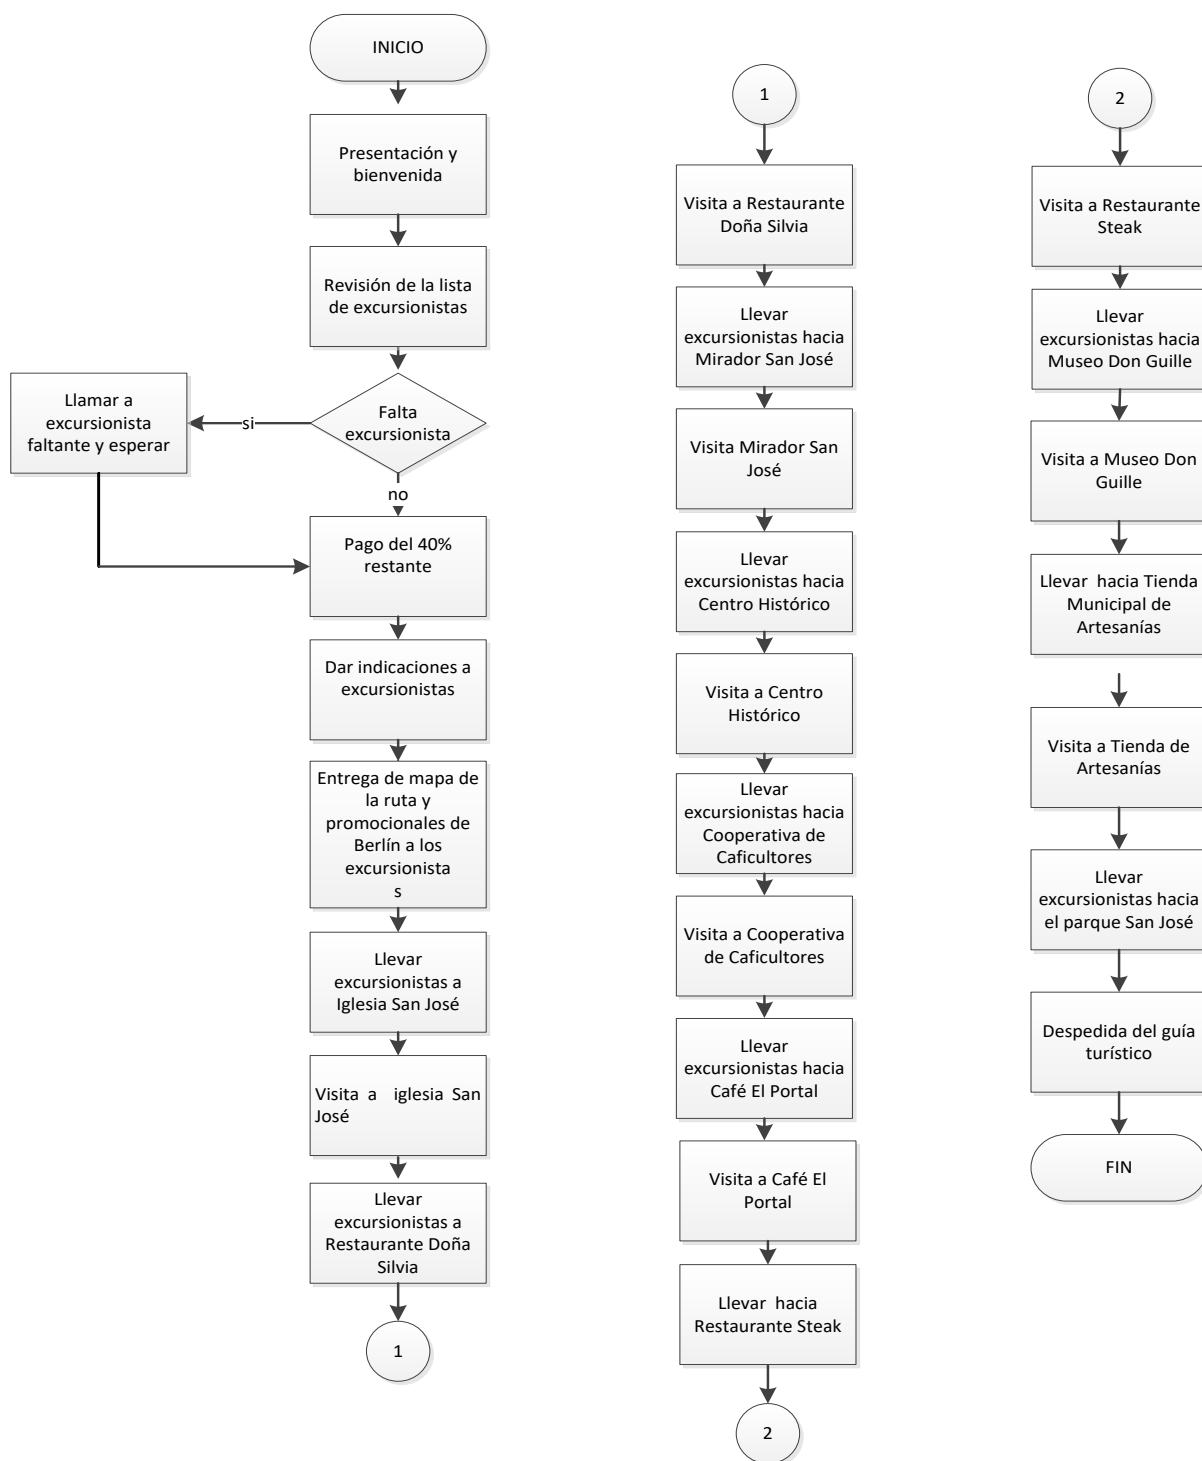 INICIO
Presentación y
bienvenida
Revisión de la lista
de excursionistas
Falta
excursionista
si
Llamar a
excursionista
faltante y esperar
no
Pago del 40%
restante
Dar indicaciones a
excursionistas
Entrega de mapa de
la ruta y
promocionales de
Berlín a los
excursionista
s
Llevar
excursionistas a
Iglesia San José
Visita a iglesia San
José
Llevar
excursionistas a
Restaurante Doña
Silvia
1
1
Visita a Restaurante
Doña Silvia
Llevar
excursionistas hacia
Mirador San José
Visita Mirador San
José
Llevar
excursionistas hacia
Centro Histórico
Visita a Centro
Histórico
Llevar
excursionistas hacia
Cooperativa de
Caficultores
Visita a Cooperativa
de Caficultores
Llevar
excursionistas hacia
Café El Portal
Visita a Café El
Portal
Llevar hacia
Restaurante Steak
2
2
Visita a Restaurante
Steak
Llevar
excursionistas hacia
Museo Don Guille
Visita a Museo Don
Guille
Llevar hacia Tienda
Municipal de
Artesanías
Visita a Tienda de
Artesanías
Llevar
excursionistas hacia
el parque San José
Despedida del guía
turístico
FIN